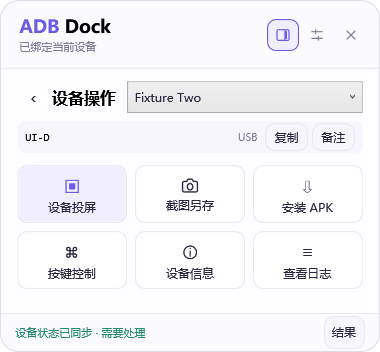 ADB Dock
已绑定当前设备
设备操作 Fixture Two
UI-D USB 复制 备注
设备投屏 截图另存 安装 APK
按键控制 设备信息 查看日志
设备状态已同步 · 需要处理 结果